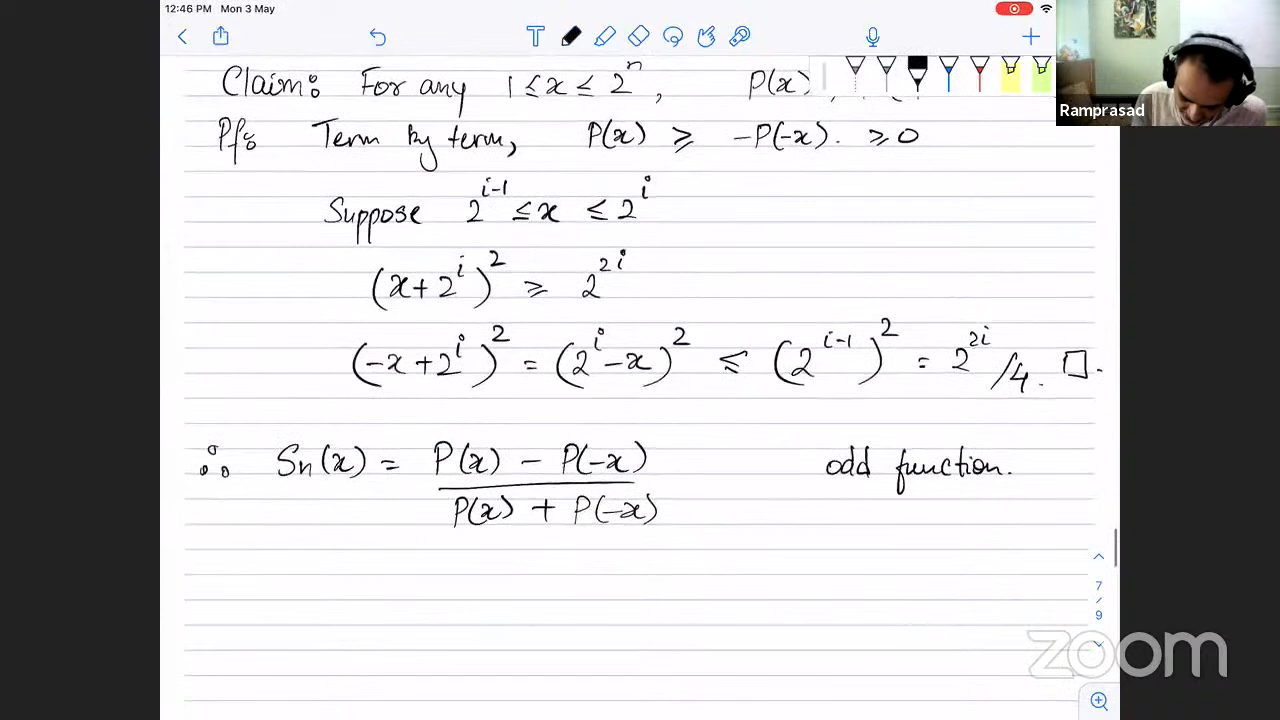 12:46 PM Mon 3 May
Ramprasad
Claim: For any 1 ≤ x ≤ 2^n, P(x)
Pf: Term by term, P(x) ≥ -P(-x). ≥ 0
Suppose 2^{i-1} ≤ x ≤ 2^i
(x+2^i)^2 ≥ 2^{2i}
(-x+2^i)^2 = (2^i-x)^2 ≤ (2^{i-1})^2 = 2^{2i}/4. □.
∴ Sn(x) = \frac{P(x) - P(-x)}{P(x) + P(-x)} odd function.
7
/
9
zoom